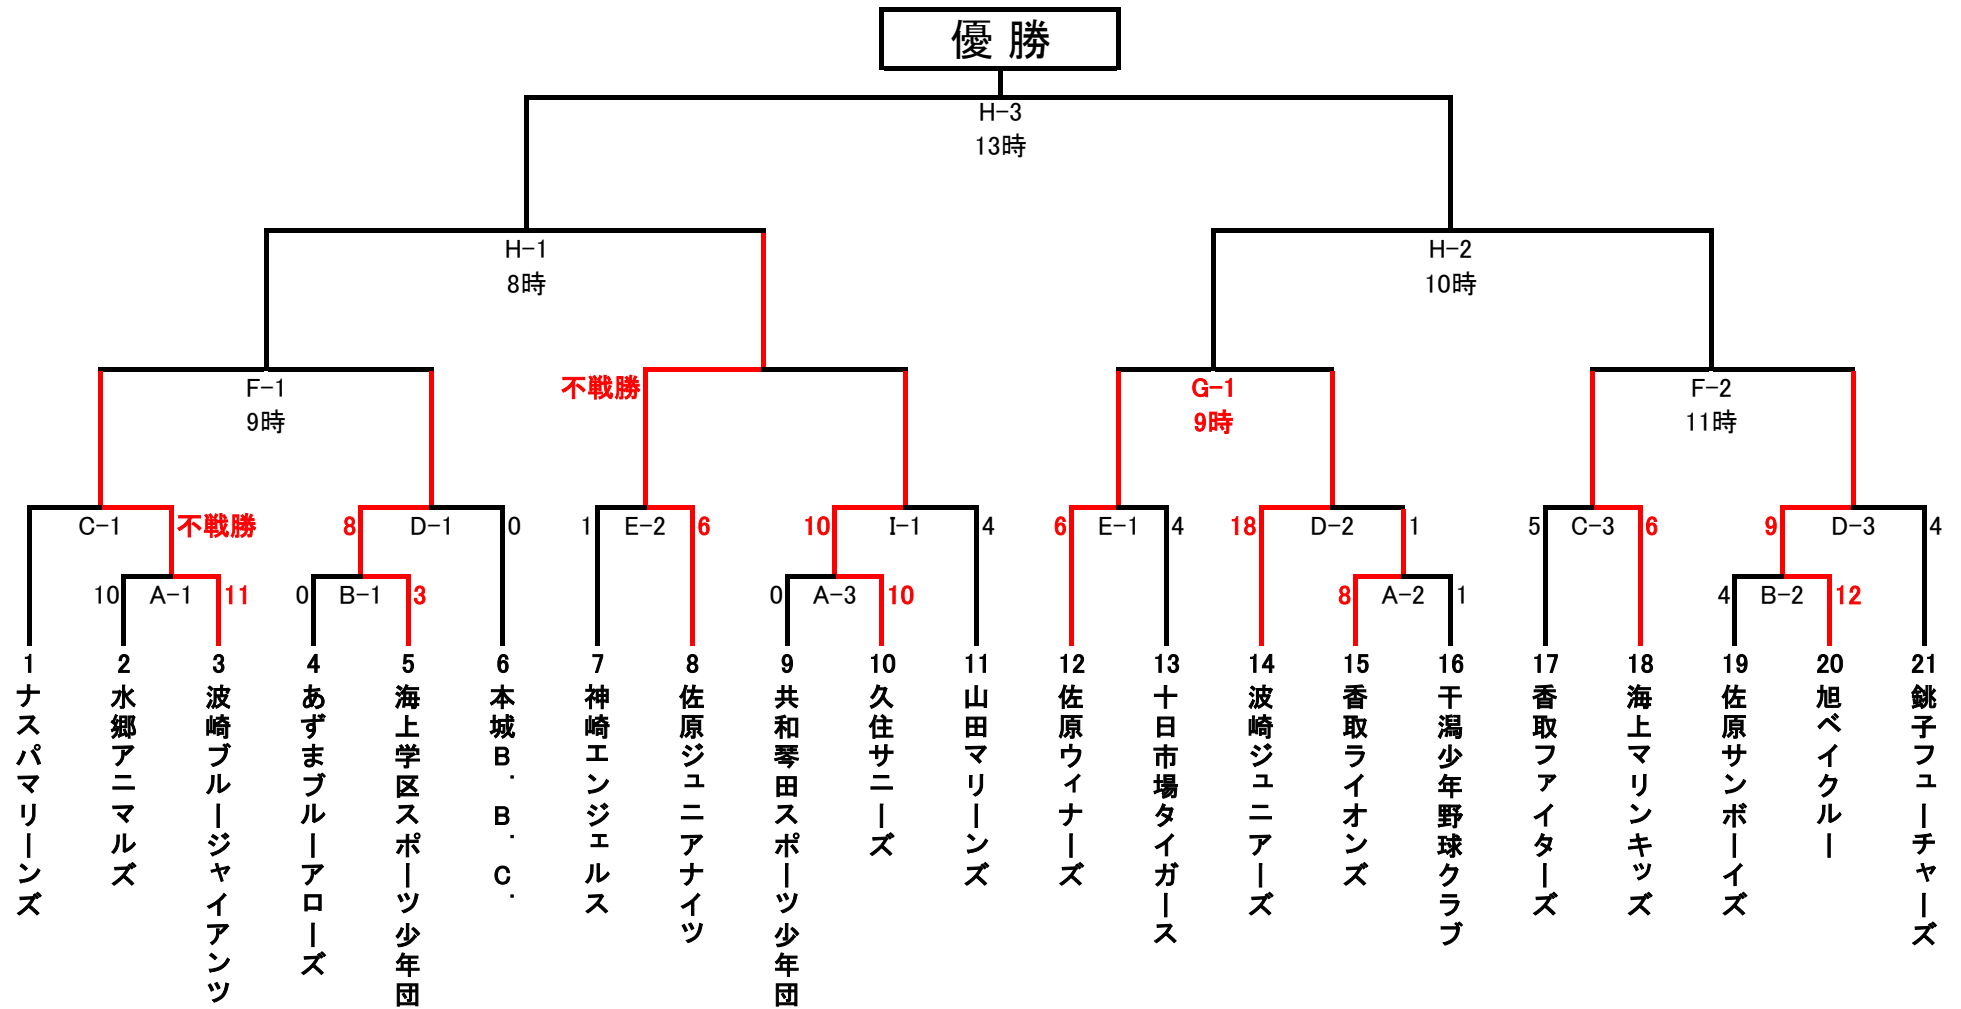 優勝
H-3
13時
H-1
8時
H-2
10時
F-1
9時
不戦勝
G-1
9時
F-2
11時
C-1
不戦勝
8
D-1
0
1
E-2
6
10
I-1
4
6
E-1
4
18
D-2
1
5
C-3
6
9
D-3
4
10
A-1
11
0
B-1
3
0
A-3
10
8
A-2
1
4
B-2
12
1
ナスパマリーンズ
2
水郷アニマルズ
3
波崎ブルージャイアンツ
4
あずまブルーアローズ
5
海上学区スポーツ少年団
6
本城B.B.C.
7
神崎エンジェルス
8
佐原ジュニアナイツ
9
共和琴田スポーツ少年団
10
久住サニーズ
11
山田マリーンズ
12
佐原ウィナーズ
13
十日市場タイガース
14
波崎ジュニアーズ
15
香取ライオンズ
16
干潟少年野球クラブ
17
香取ファイターズ
18
海上マリンキッズ
19
佐原サンボーイズ
20
旭ベイクルー
21
銚子フューチャーズ